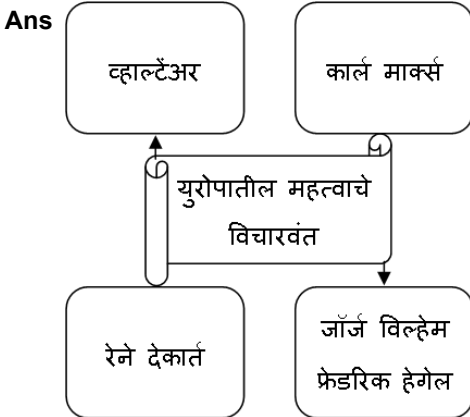 Ans
व्हाल्टेंअर
कार्ल मार्क्स
युरोपातील महत्वाचे
विचारवंत
रेने देकार्त
जॉर्ज विल्हेम
फ्रेडरिक हेगेल